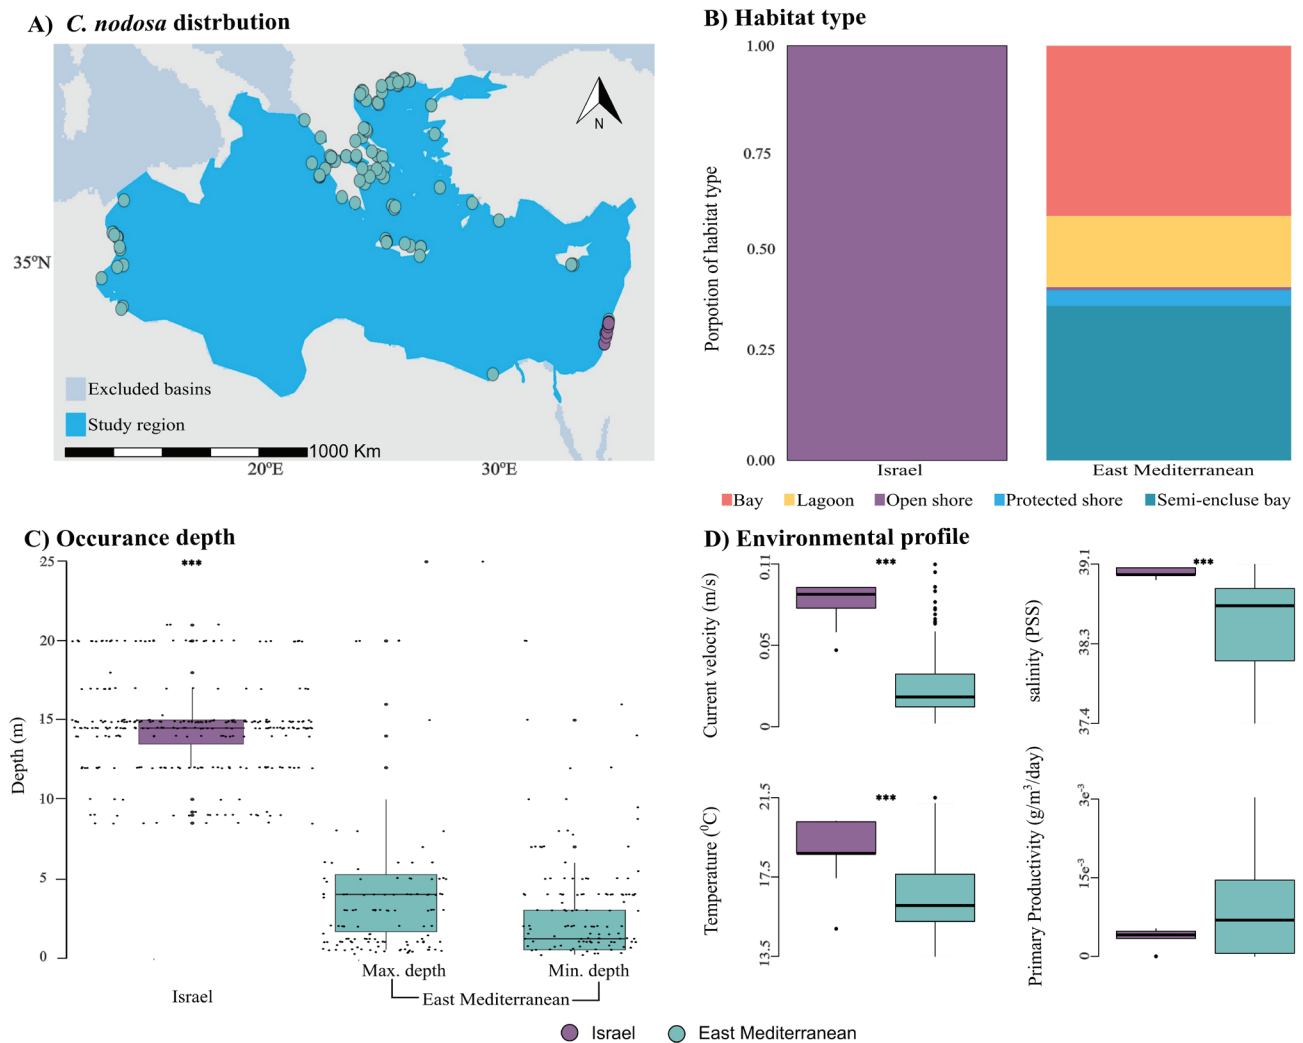 A) C. nodosa distrbution
N
35ºN
Excluded basins
Study region
1000 Km
20ºE
30ºE
B) Habitat type
Porpotion of habitat type
1.00
0.75
0.50
0.25
0.00
Israel
East Mediterranean
Bay
Lagoon
Open shore
Protected shore
Semi-encluse bay
C) Occurance depth
Depth (m)
25
20
15
10
5
0
***
Max. depth
Min. depth
East Mediterranean
Israel
D) Environmental profile
Current velocity (m/s)
0.11
0.05
0
***
salinity (PSS)
39.1
38.3
37.4
***
Temperature (⁰C)
21.5
17.5
13.5
***
Primary Productivity (g/m³/day)
3e⁻³
15e⁻³
0
Israel
East Mediterranean